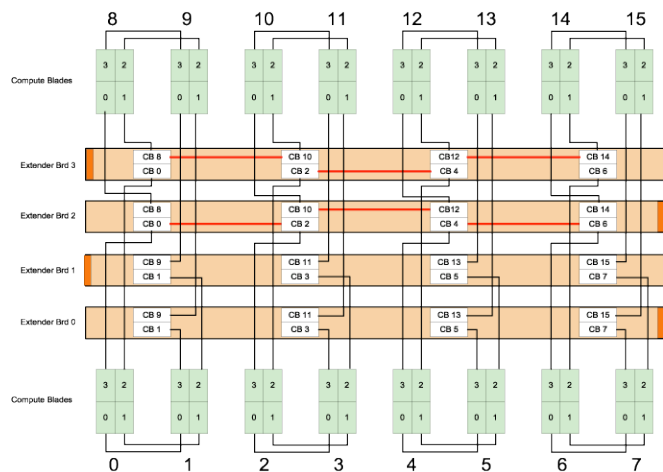 8 9 10 11 12 13 14 15
3 2 3 2 3 2 3 2 3 2 3 2 3 2 3 2
Compute Blades
0 1 0 1 0 1 0 1 0 1 0 1 0 1 0 1
CB 8 CB 10 CB12 CB 14
Extender Brd 3
CB 0 CB 2 CB 4 CB 6
CB 8 CB 10 CB12 CB 14
Extender Brd 2
CB 0 CB 2 CB 4 CB 6
CB 9 CB 11 CB 13 CB 15
Extender Brd 1
CB 1 CB 3 CB 5 CB 7
CB 9 CB 11 CB 13 CB 15
Extender Brd 0
CB 1 CB 3 CB 5 CB 7
3 2 3 2 3 2 3 2 3 2 3 2 3 2 3 2
Compute Blades
0 1 0 1 0 1 0 1 0 1 0 1 0 1 0 1
0 1 2 3 4 5 6 7